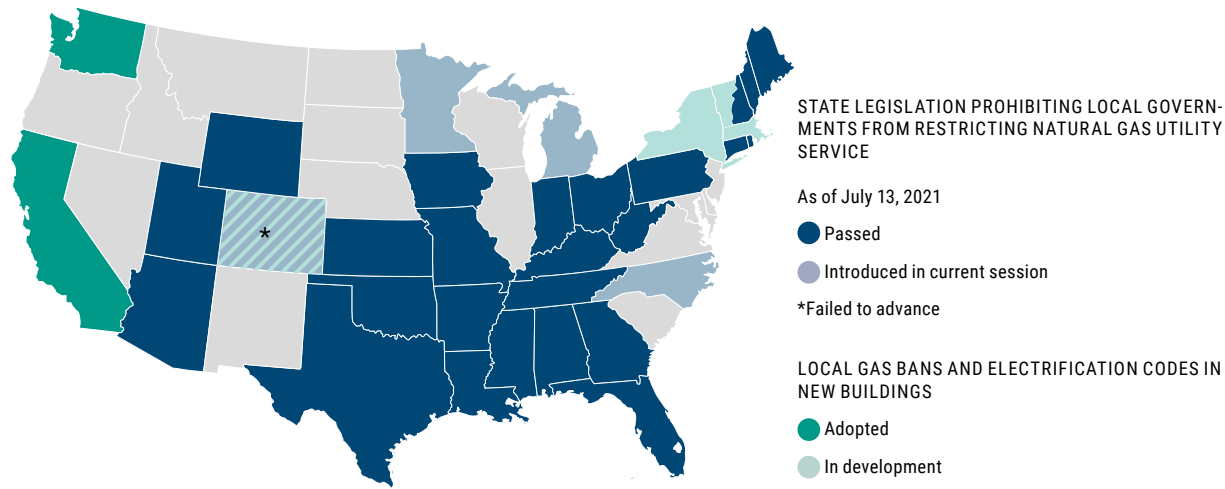 *
STATE LEGISLATION PROHIBITING LOCAL GOVERN-
MENTS FROM RESTRICTING NATURAL GAS UTILITY
SERVICE
As of July 13, 2021
Passed
Introduced in current session
*Failed to advance
LOCAL GAS BANS AND ELECTRIFICATION CODES IN
NEW BUILDINGS
Adopted
In development